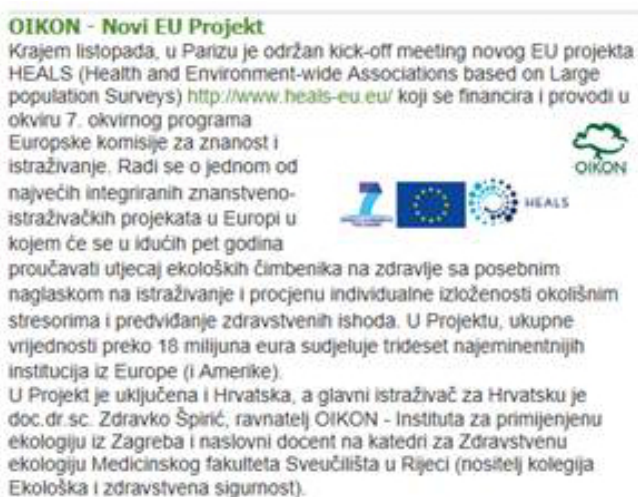 OIKON - Novi EU Projekt
Krajem listopada, u Parizu je održan kick-off meeting novog EU projekta
HEALS (Health and Environment-wide Associations based on Large
population Surveys) http://www.heals-eu.eu/ koji se financira i provodi u
okviru 7. okvirnog programa
Europske komisije za znanost i
istraživanje. Radi se o jednom od
najvećih integriranih znanstveno-
istraživačkih projekata u Europi u
kojem će se u idućih pet godina
OIKON
7
HEALS
proučavati utjecaj ekoloških čimbenika na zdravlje sa posebnim
naglaskom na istraživanje i procjenu individualne izloženosti okolišnim
stresorima i predviđanje zdravstvenih ishoda. U Projektu, ukupne
vrijednosti preko 18 milijuna eura sudjeluje trideset najeminentnijih
institucija iz Europe (i Amerike).
U Projekt je uključena i Hrvatska, a glavni istraživač za Hrvatsku je
doc.dr.sc. Zdravko Špirić, ravnatelj OIKON - Instituta za primijenjenu
ekologiju iz Zagreba i naslovni docent na katedri za Zdravstvenu
ekologiju Medicinskog fakulteta Sveučilišta u Rijeci (nositelj kolegija
Ekološka i zdravstvena sigurnost).